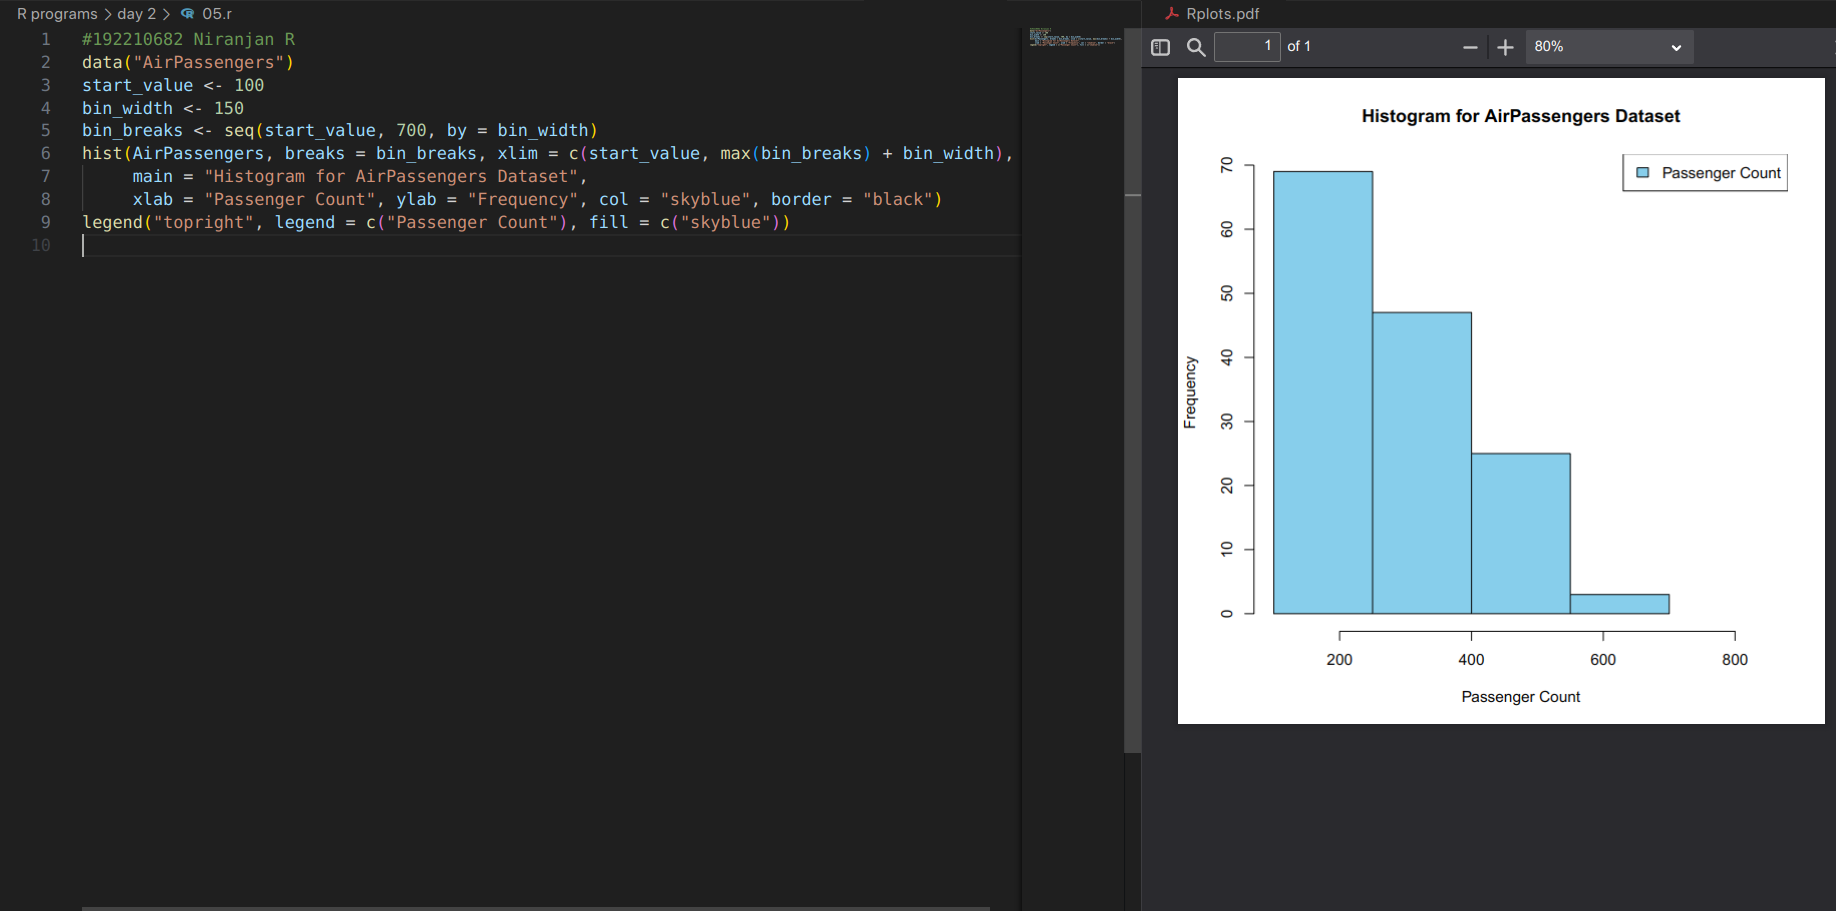 R programs > day 2 > 05.r
1 #192210682 Niranjan R
2 data("AirPassengers")
3 start_value <- 100
4 bin_width <- 150
5 bin_breaks <- seq(start_value, 700, by = bin_width)
6 hist(AirPassengers, breaks = bin_breaks, xlim = c(start_value, max(bin_breaks) + bin_width),
7 main = "Histogram for AirPassengers Dataset",
8 xlab = "Passenger Count", ylab = "Frequency", col = "skyblue", border = "black")
9 legend("topright", legend = c("Passenger Count"), fill = c("skyblue"))
10
Rplots.pdf
1 of 1
80%
Histogram for AirPassengers Dataset
Passenger Count
70
60
50
40
30
20
10
0
Frequency
200 400 600 800
Passenger Count